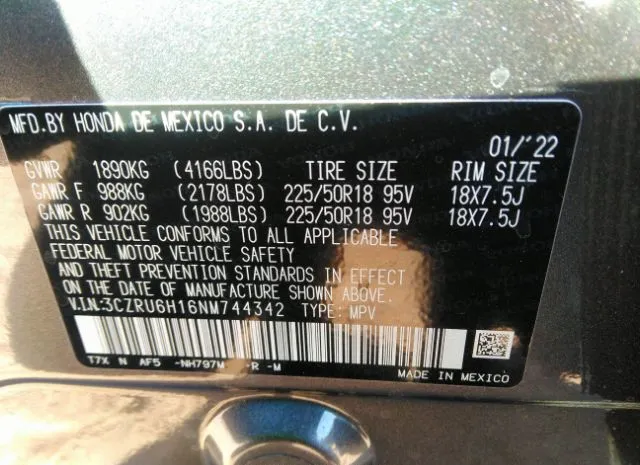 MFD.BY HONDA DE MEXICO S.A. DE C.V.
01/'22
GVWR 1890KG (4166LBS) TIRE SIZE RIM SIZE
GAWR F 988KG (2178LBS) 225/50R18 95V 18X7.5J
GAWR R 902KG (1988LBS) 225/50R18 95V 18X7.5J
THIS VEHICLE CONFORMS TO ALL APPLICABLE
FEDERAL MOTOR VEHICLE SAFETY
AND THEFT PREVENTION STANDARDS IN EFFECT
ON THE DATE OF MANUFACTURE SHOWN ABOVE.
V.I.N:3CZRU6H16NM744342 TYPE: MPV
T7X N AF5 -NH797M -R -M
MADE IN MEXICO